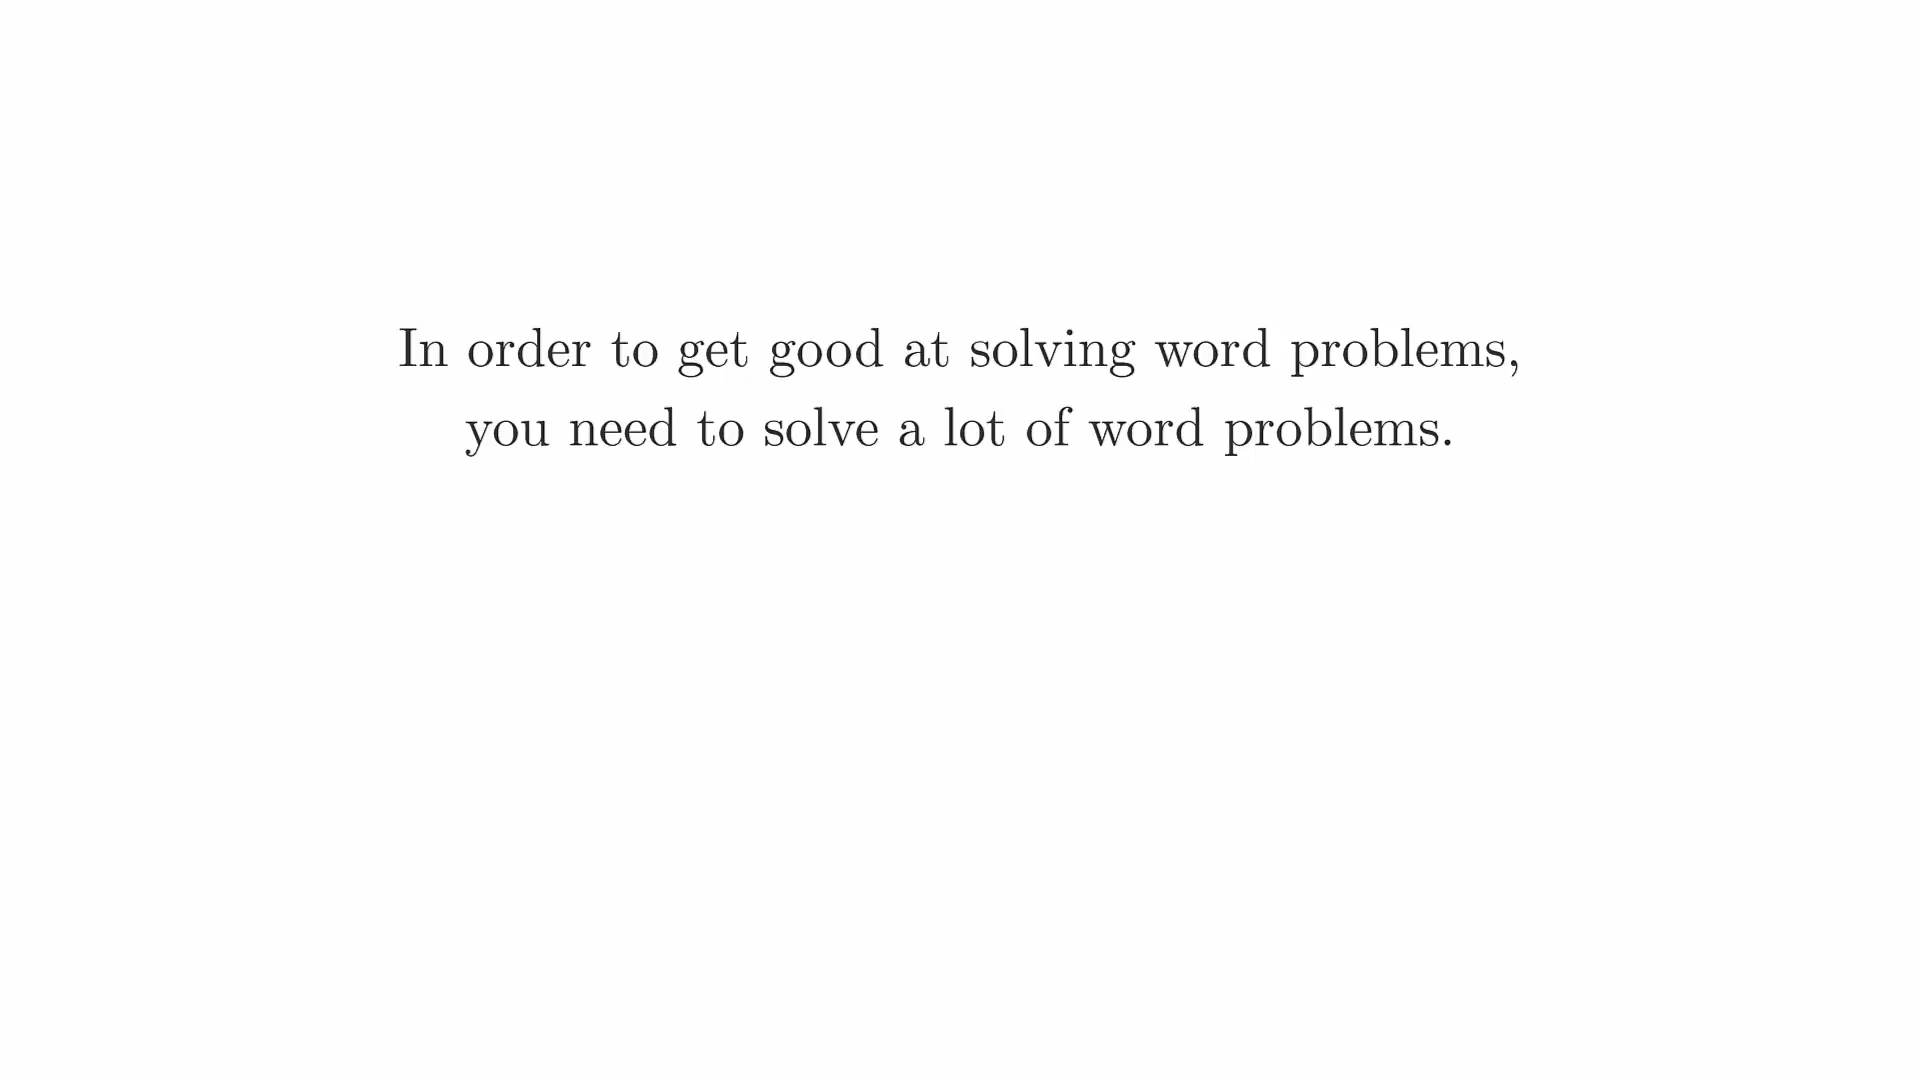 In order to get good at solving word problems,
you need to solve a lot of word problems.